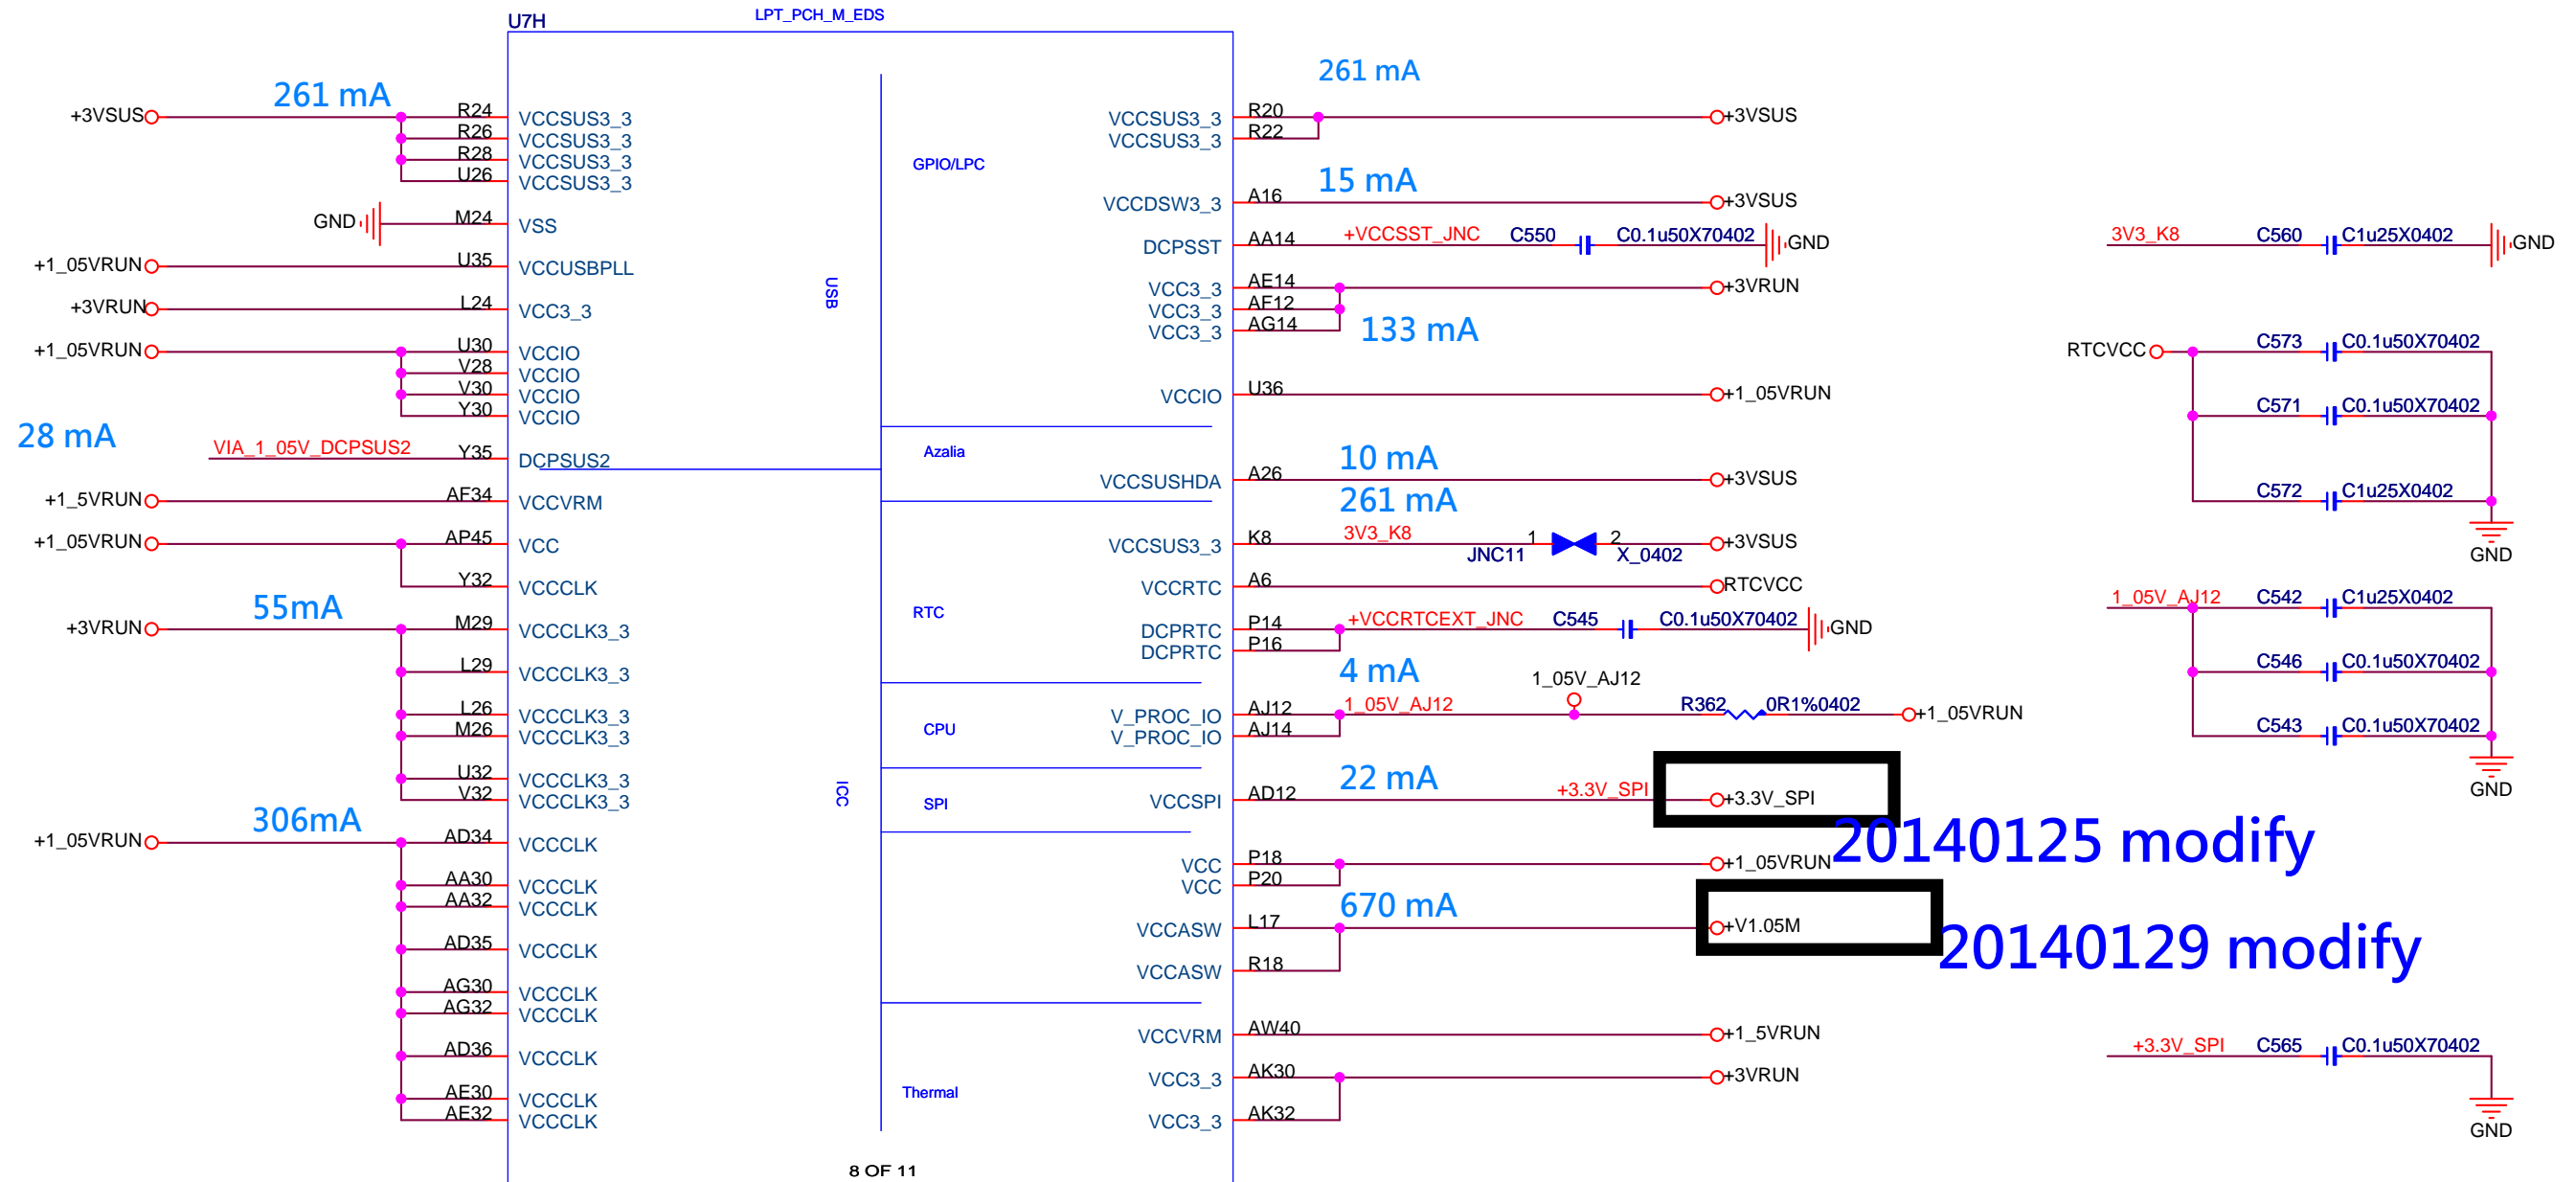 LPT_PCH_M_EDS
U7H
261 mA
+3VSUS
R24 VCCSUS3_3
R26 VCCSUS3_3
R28 VCCSUS3_3
U26 VCCSUS3_3
GND M24 VSS
+1_05VRUN U35 VCCUSBPLL
+3VRUN L24 VCC3_3
+1_05VRUN U30 VCCIO
V28 VCCIO
V30 VCCIO
Y30 VCCIO
28 mA
VIA_1_05V_DCPSUS2 Y35 DCPSUS2
+1_5VRUN AF34 VCCVRM
+1_05VRUN AP45 VCC
Y32 VCCCLK
55mA
+3VRUN M29 VCCCLK3_3
L29 VCCCLK3_3
L26 VCCCLK3_3
M26 VCCCLK3_3
U32 VCCCLK3_3
V32 VCCCLK3_3
306mA
+1_05VRUN AD34 VCCCLK
AA30 VCCCLK
AA32 VCCCLK
AD35 VCCCLK
AG30 VCCCLK
AG32 VCCCLK
AD36 VCCCLK
AE30 VCCCLK
AE32 VCCCLK
USB
ICC
GPIO/LPC
Azalia
RTC
CPU
SPI
Thermal
8 OF 11
261 mA
VCCSUS3_3 R20 +3VSUS
VCCSUS3_3 R22
15 mA
VCCDSW3_3 A16 +3VSUS
DCPSST AA14 +VCCSST_JNC C550 C0.1u50X70402 GND
VCC3_3 AE14 +3VRUN
VCC3_3 AF12
VCC3_3 AG14
133 mA
VCCIO U36 +1_05VRUN
10 mA
VCCSUSHDA A26 +3VSUS
261 mA
VCCSUS3_3 K8 3V3_K8 1 2 +3VSUS
JNC11 X_0402
VCCRTC A6 RTCVCC
DCPRTC P14 +VCCRTCEXT_JNC C545 C0.1u50X70402 GND
DCPRTC P16
4 mA
1_05V_AJ12
V_PROC_IO AJ12 1_05V_AJ12 R362 0R1%0402 +1_05VRUN
V_PROC_IO AJ14
22 mA
VCCSPI AD12 +3.3V_SPI +3.3V_SPI
20140125 modify
VCC P18 +1_05VRUN
VCC P20
670 mA
VCCASW L17 +V1.05M
20140129 modify
VCCASW R18
VCCVRM AW40 +1_5VRUN
VCC3_3 AK30 +3VRUN
VCC3_3 AK32
3V3_K8 C560 C1u25X0402 GND
RTCVCC C573 C0.1u50X70402
C571 C0.1u50X70402
C572 C1u25X0402
GND
1_05V_AJ12 C542 C1u25X0402
C546 C0.1u50X70402
C543 C0.1u50X70402
GND
+3.3V_SPI C565 C0.1u50X70402
GND